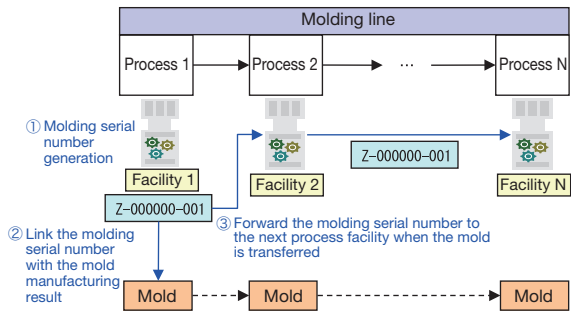 Molding line
Process 1
Process 2
...
Process N
① Molding serial
number
generation
Facility 1
Facility 2
Z-000000-001
Facility N
Z-000000-001
② Link the molding
serial number
with the mold
manufacturing
result
③ Forward the molding serial number to
the next process facility when the mold
is transferred
Mold
Mold
Mold